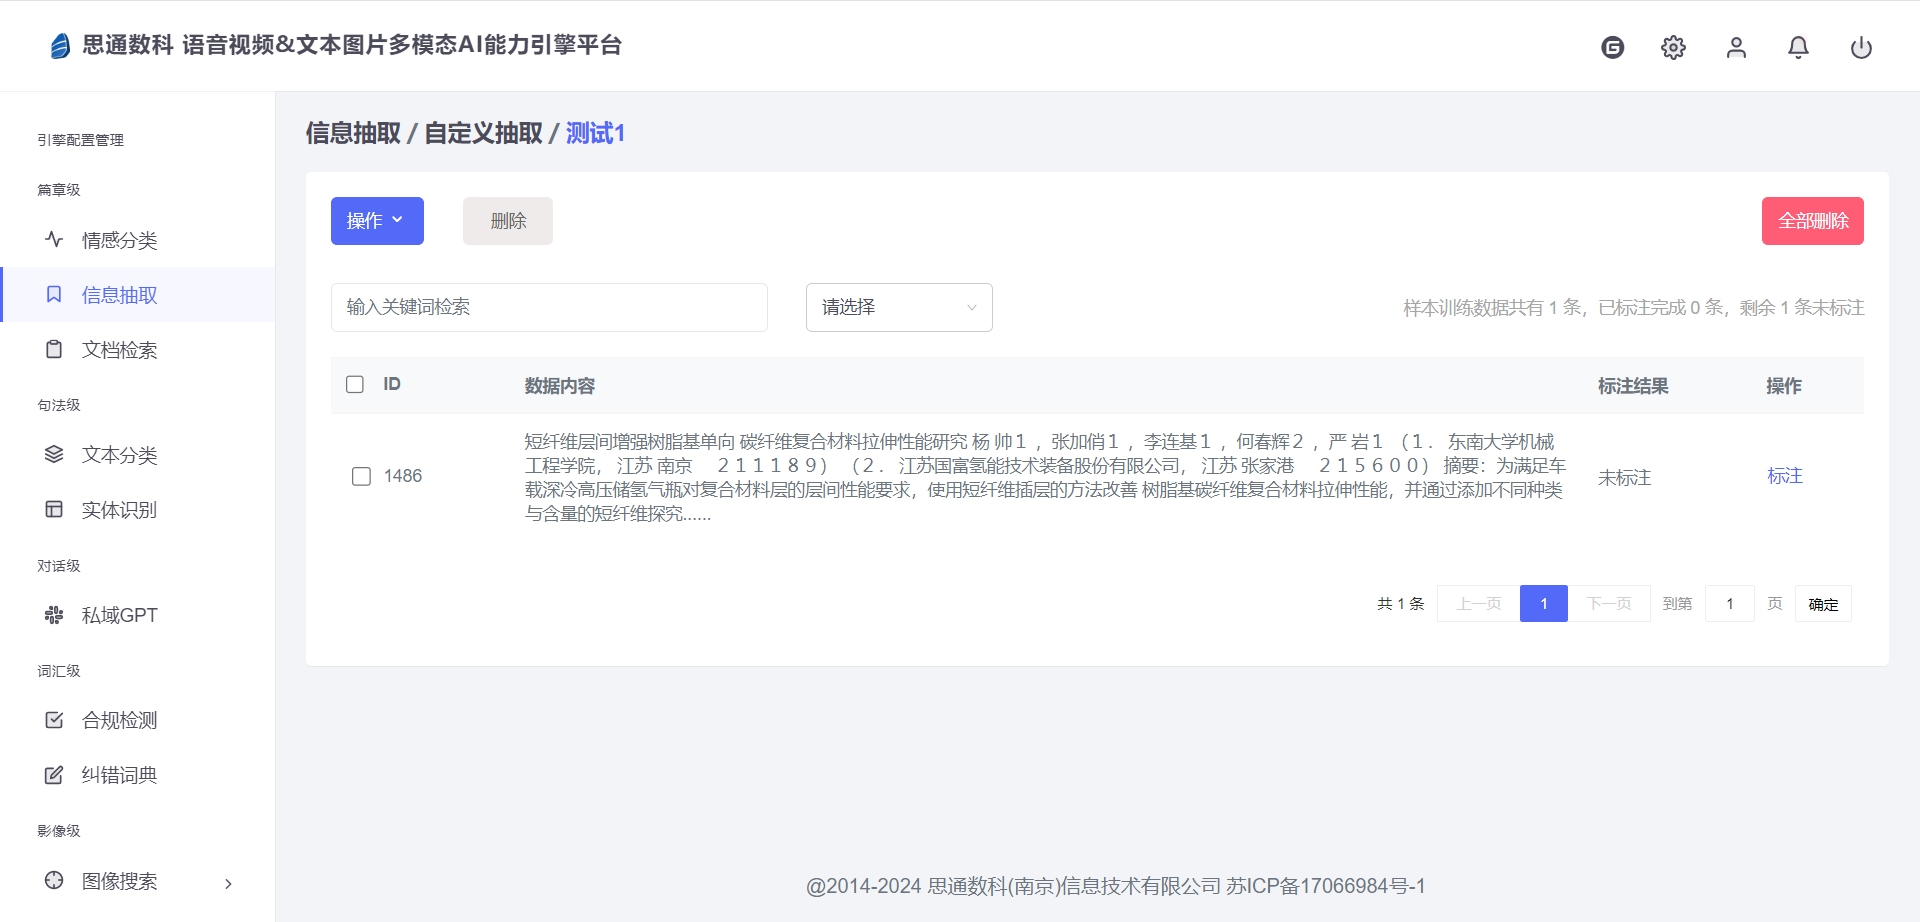 思通数科 语音视频&文本图片多模态AI能力引擎平台
引擎配置管理
篇章级
情感分类
信息抽取
文档检索
句法级
文本分类
实体识别
对话级
私域GPT
词汇级
合规检测
纠错词典
影像级
图像搜索
信息抽取 / 自定义抽取 / 测试1
操作
删除
全部删除
输入关键词检索
请选择
样本训练数据共有 1 条，已标注完成 0 条，剩余 1 条未标注
ID 数据内容 标注结果 操作
短纤维层间增强树脂基单向 碳纤维复合材料拉伸性能研究 杨 帅１ ，张加俏１ ，李连基１ ，何春辉２ ，严 岩１ （１． 东南大学机械
工程学院， 江苏 南京 ２１１１８９） （２． 江苏国富氢能技术装备股份有限公司， 江苏 张家港 ２１５６００） 摘要：为满足车
载深冷高压储氢气瓶对复合材料层的层间性能要求，使用短纤维插层的方法改善 树脂基碳纤维复合材料拉伸性能，并通过添加不同种类
与含量的短纤维探究......
1486
未标注
标注
共 1 条 上一页 1 下一页 到第 1 页 确定
@2014-2024 思通数科(南京)信息技术有限公司 苏ICP备17066984号-1